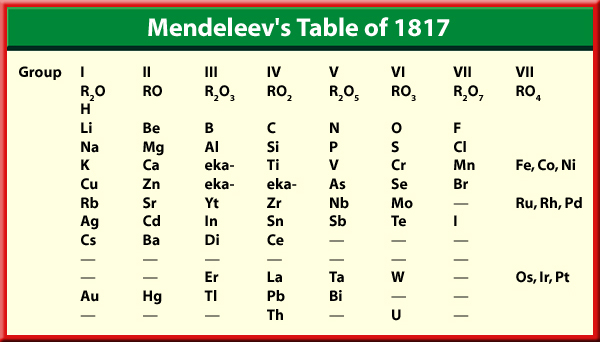 Mendeleev's Table of 1817
Group I II III IV V VI VII VII
R₂O RO R₂O₃ RO₂ R₂O₅ RO₃ R₂O₇ RO₄
H
Li Be B C N O F
Na Mg Al Si P S Cl
K Ca eka- Ti V Cr Mn Fe, Co, Ni
Cu Zn eka- eka- As Se Br
Rb Sr Yt Zr Nb Mo — Ru, Rh, Pd
Ag Cd In Sn Sb Te I
Cs Ba Di Ce — — —
— — — — — — —
— — Er La Ta W — Os, Ir, Pt
Au Hg Tl Pb Bi — —
— — — Th — U —